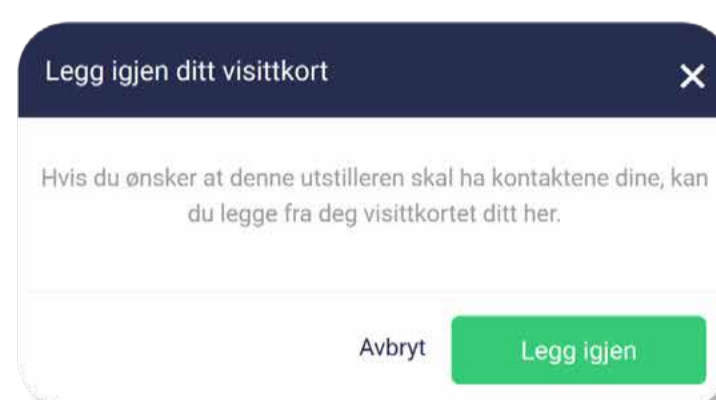 Legg igjen ditt visittkort
Hvis du ønsker at denne utstilleren skal ha kontaktene dine, kan
du legge fra deg visittkortet ditt her.
Avbryt
Legg igjen